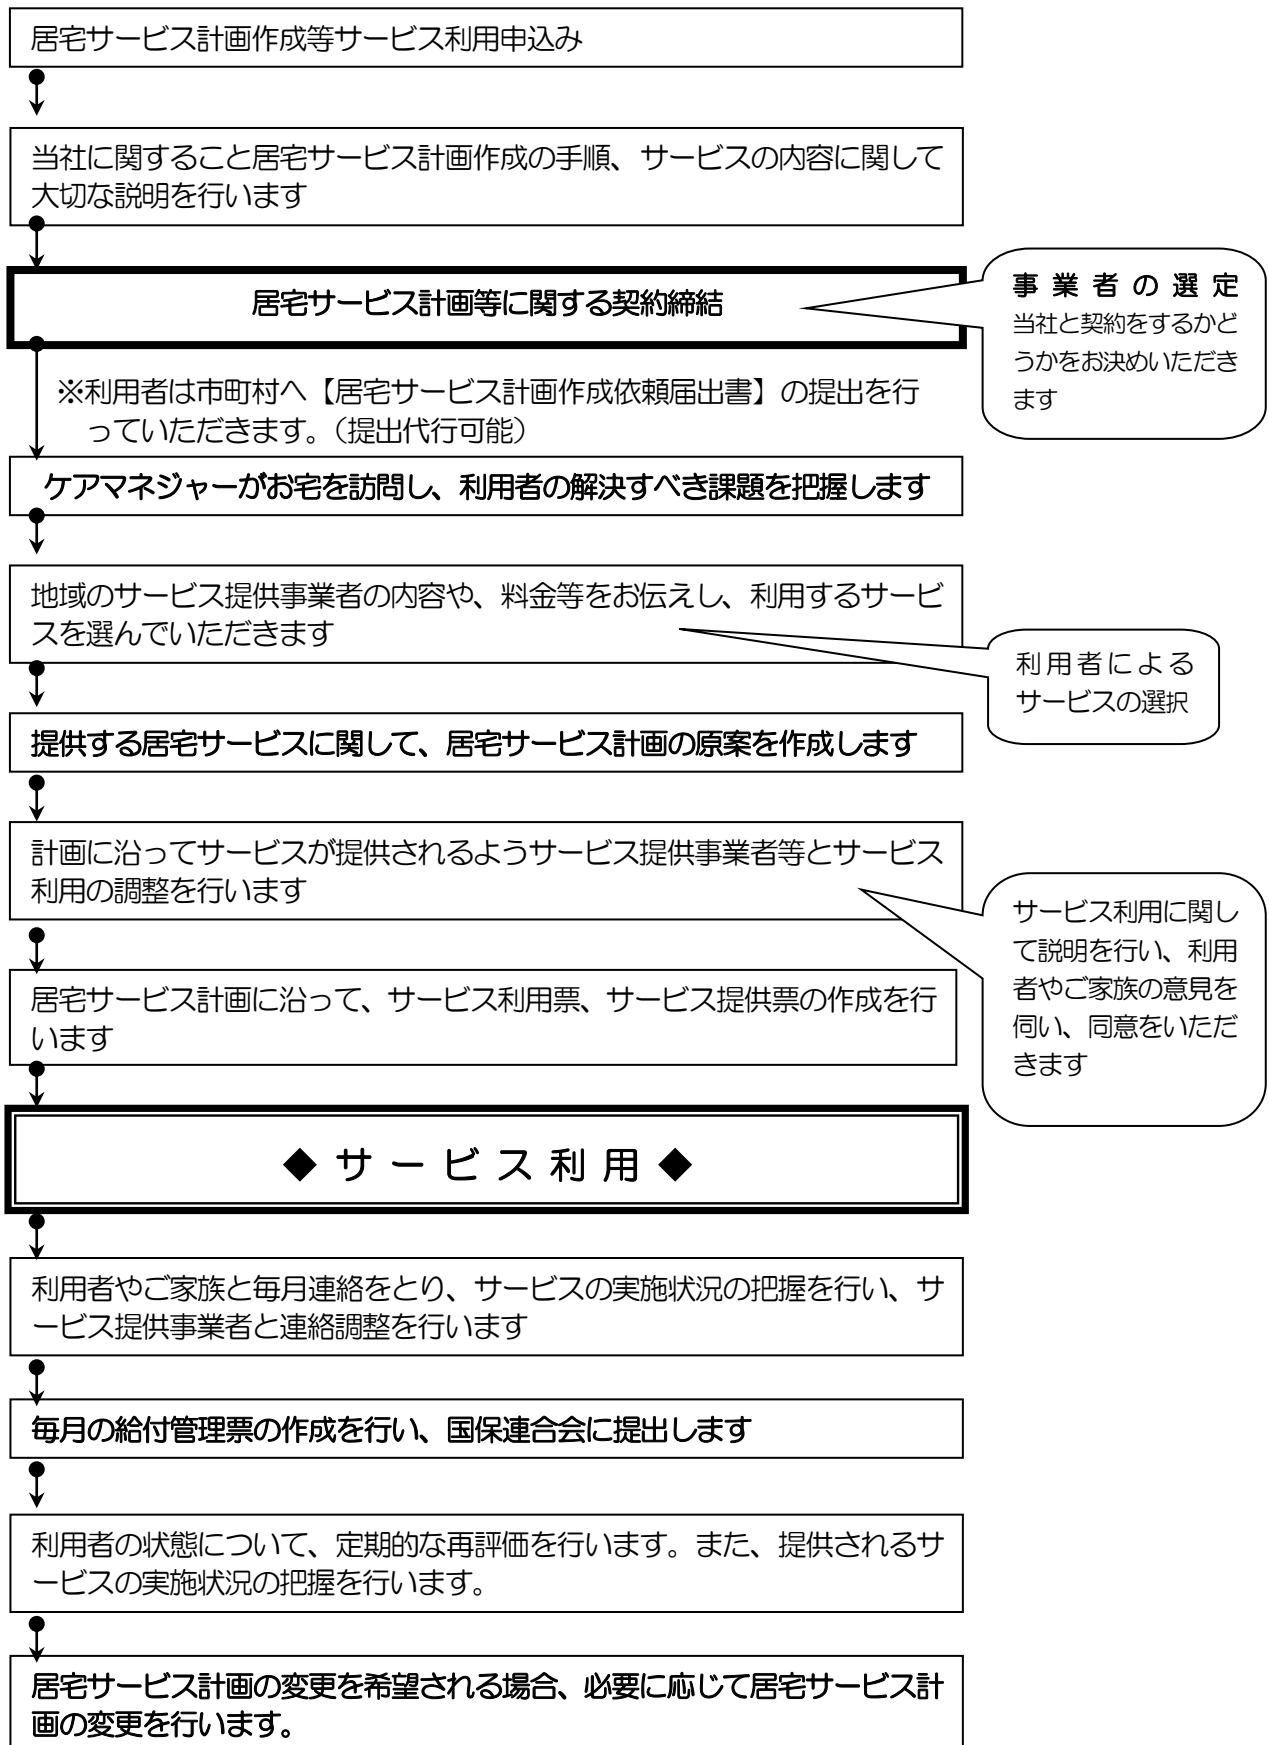 居宅サービス計画作成等サービス利用申込み
当社に関すること居宅サービス計画作成の手順、サービスの内容に関して
大切な説明を行います
居宅サービス計画等に関する契約締結
事業者の選定
当社と契約をするかど
うかをお決めいただき
ます
※利用者は市町村へ【居宅サービス計画作成依頼届出書】の提出を行
っていただきます。（提出代行可能）
ケアマネジャーがお宅を訪問し、利用者の解決すべき課題を把握します
地域のサービス提供事業者の内容や、料金等をお伝えし、利用するサービ
スを選んでいただきます
利用者による
サービスの選択
提供する居宅サービスに関して、居宅サービス計画の原案を作成します
計画に沿ってサービスが提供されるようサービス提供事業者等とサービス
利用の調整を行います
サービス利用に関し
て説明を行い、利用
者やご家族の意見を
伺い、同意をいただ
きます
居宅サービス計画に沿って、サービス利用票、サービス提供票の作成を行
います
◆サービス利用◆
利用者やご家族と毎月連絡をとり、サービスの実施状況の把握を行い、サ
ービス提供事業者と連絡調整を行います
毎月の給付管理票の作成を行い、国保連合会に提出します
利用者の状態について、定期的な再評価を行います。また、提供されるサ
ービスの実施状況の把握を行います。
居宅サービス計画の変更を希望される場合、必要に応じて居宅サービス計
画の変更を行います。